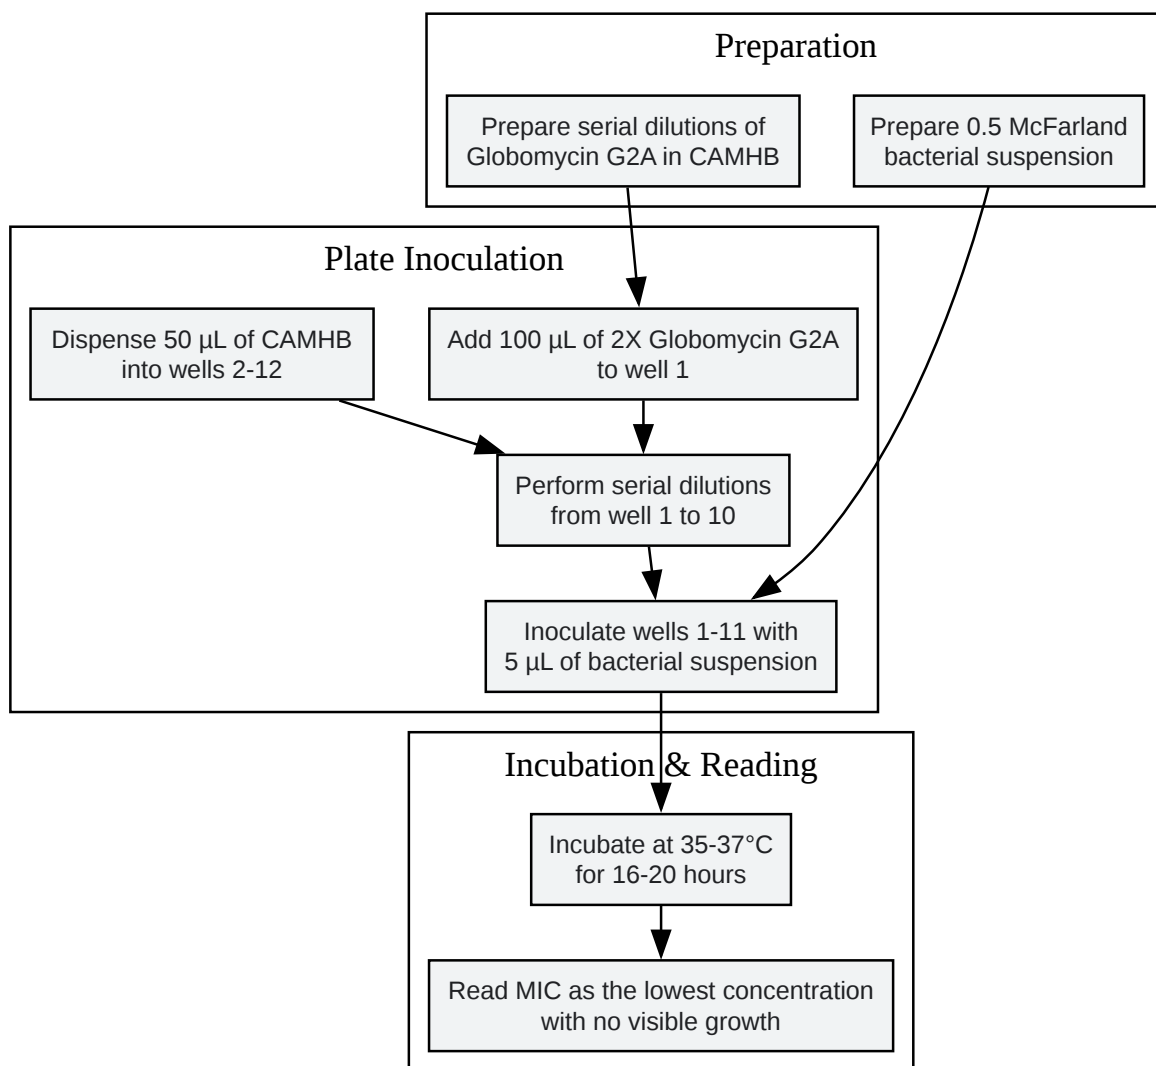 Preparation
Prepare serial dilutions of
Globomycin G2A in CAMHB
Prepare 0.5 McFarland
bacterial suspension
Plate Inoculation
Dispense 50 µL of CAMHB
into wells 2-12
Add 100 µL of 2X Globomycin G2A
to well 1
Perform serial dilutions
from well 1 to 10
Inoculate wells 1-11 with
5 µL of bacterial suspension
Incubation & Reading
Incubate at 35-37°C
for 16-20 hours
Read MIC as the lowest concentration
with no visible growth